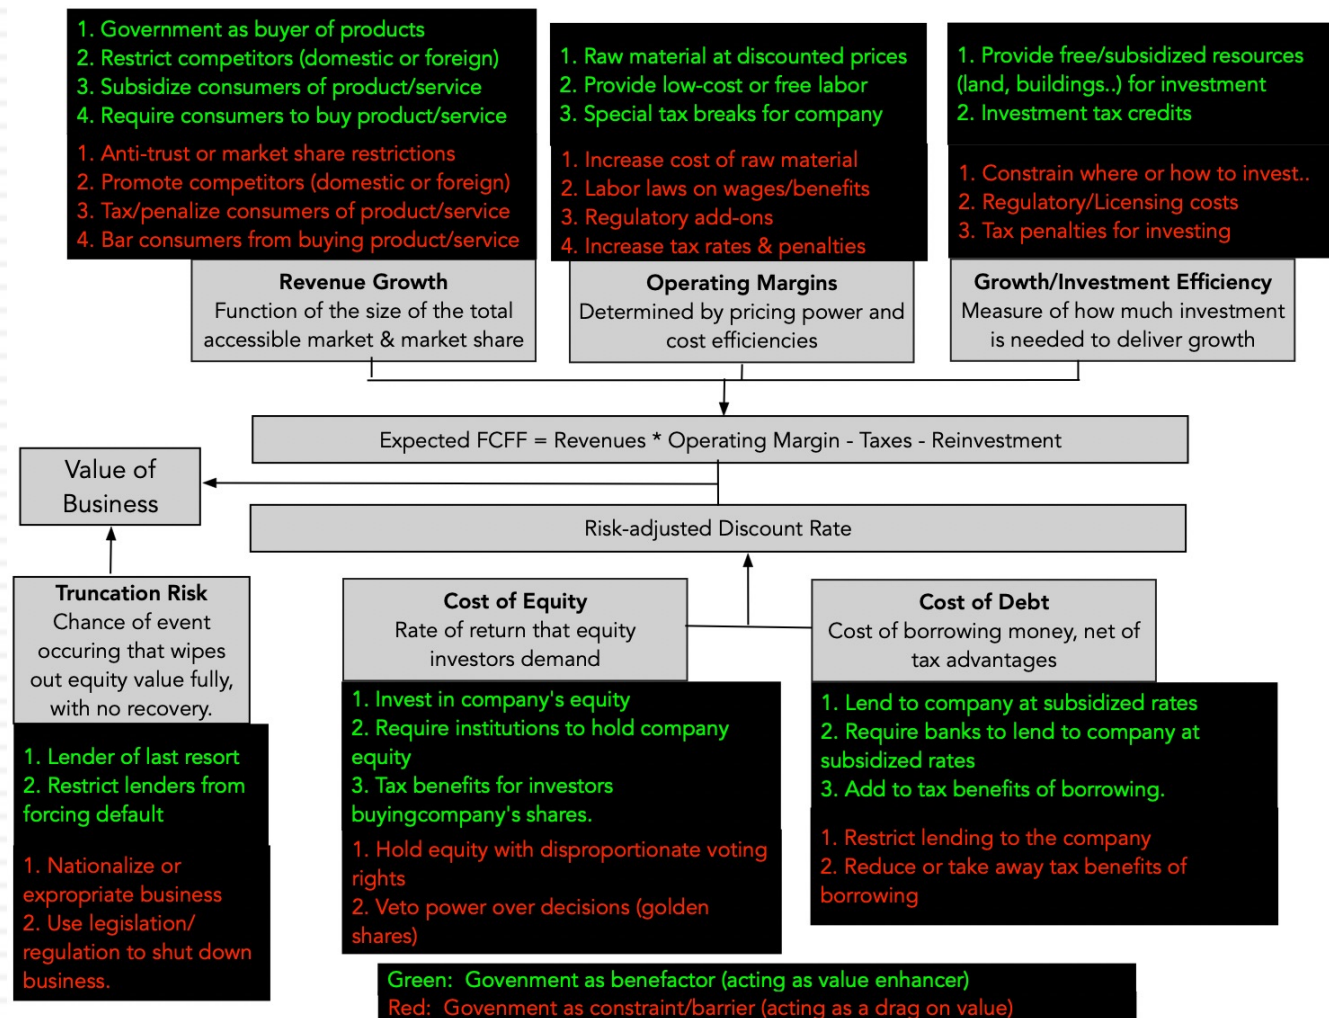 1. Government as buyer of products
2. Restrict competitors (domestic or foreign)
3. Subsidize consumers of product/service
4. Require consumers to buy product/service
1. Anti-trust or market share restrictions
2. Promote competitors (domestic or foreign)
3. Tax/penalize consumers of product/service
4. Bar consumers from buying product/service
Revenue Growth
Function of the size of the total
accessible market & market share
1. Raw material at discounted prices
2. Provide low-cost or free labor
3. Special tax breaks for company
1. Increase cost of raw material
2. Labor laws on wages/benefits
3. Regulatory add-ons
4. Increase tax rates & penalties
Operating Margins
Determined by pricing power and
cost efficiencies
1. Provide free/subsidized resources
(land, buildings..) for investment
2. Investment tax credits
1. Constrain where or how to invest..
2. Regulatory/Licensing costs
3. Tax penalties for investing
Growth/Investment Efficiency
Measure of how much investment
is needed to deliver growth
Expected FCFF = Revenues * Operating Margin - Taxes - Reinvestment
Value of
Business
Risk-adjusted Discount Rate
Truncation Risk
Chance of event
occuring that wipes
out equity value fully,
with no recovery.
1. Lender of last resort
2. Restrict lenders from
forcing default
1. Nationalize or
expropriate business
2. Use legislation/
regulation to shut down
business.
Cost of Equity
Rate of return that equity
investors demand
1. Invest in company's equity
2. Require institutions to hold company
equity
3. Tax benefits for investors
buyingcompany's shares.
1. Hold equity with disproportionate voting
rights
2. Veto power over decisions (golden
shares)
Cost of Debt
Cost of borrowing money, net of
tax advantages
1. Lend to company at subsidized rates
2. Require banks to lend to company at
subsidized rates
3. Add to tax benefits of borrowing.
1. Restrict lending to the company
2. Reduce or take away tax benefits of
borrowing
Green: Govenment as benefactor (acting as value enhancer)
Red: Govenment as constraint/barrier (acting as a drag on value)